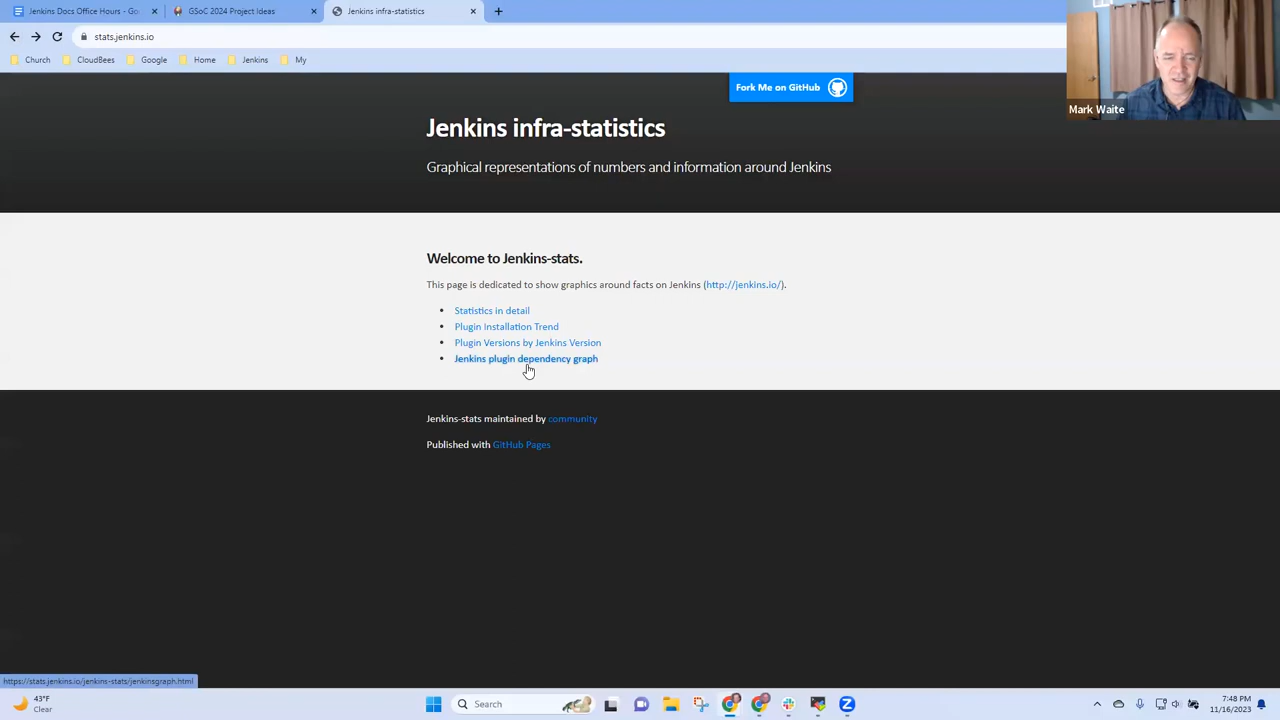 Jenkins Docs Office Hours - Go
GSoC 2024 Project Ideas
Jenkins infra-statistics
stats.jenkins.io
Church
CloudBees
Google
Home
Jenkins
My
Mark Waite
Fork Me on GitHub
Jenkins infra-statistics
Graphical representations of numbers and information around Jenkins
Welcome to Jenkins-stats.
This page is dedicated to show graphics around facts on Jenkins (http://jenkins.io/).
Statistics in detail
Plugin Installation Trend
Plugin Versions by Jenkins Version
Jenkins plugin dependency graph
Jenkins-stats maintained by community
Published with GitHub Pages
https://stats.jenkins.io/jenkins-stats/jenkinsgraph.html
43°F
Clear
Search
7:48 PM
11/16/2023